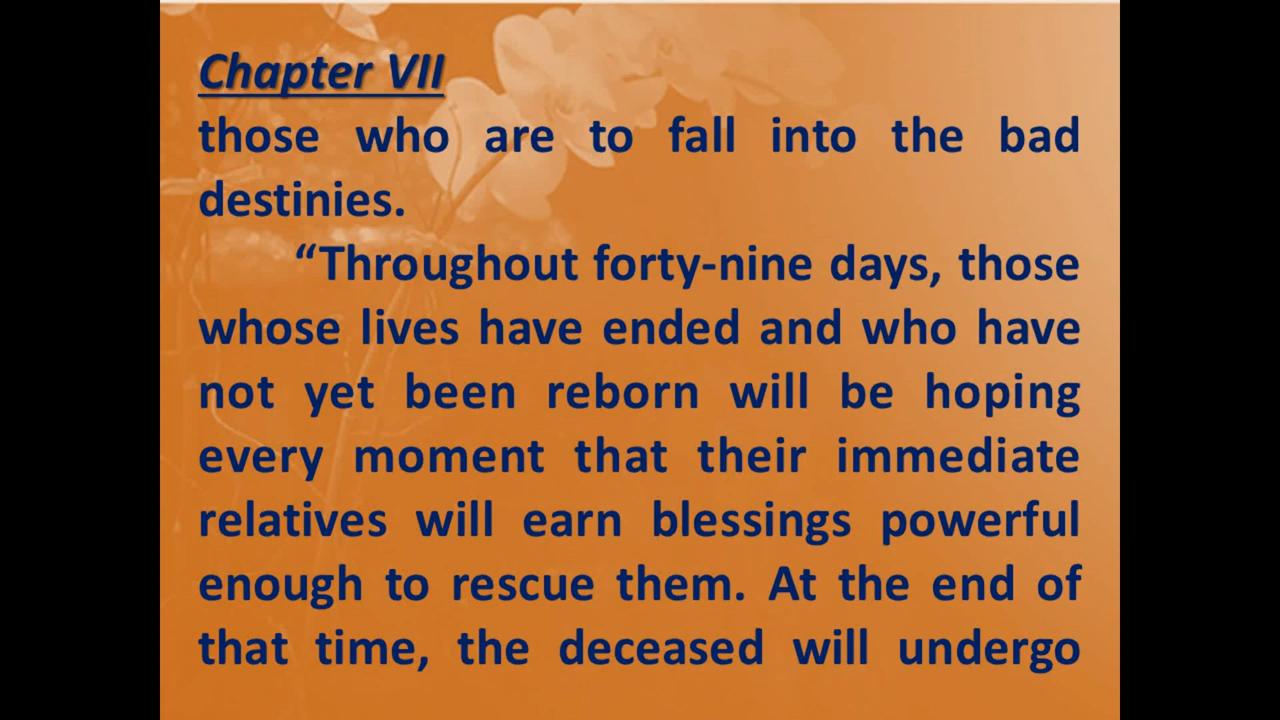 Chapter VII
those who are to fall into the bad
destinies.
“Throughout forty-nine days, those
whose lives have ended and who have
not yet been reborn will be hoping
every moment that their immediate
relatives will earn blessings powerful
enough to rescue them. At the end of
that time, the deceased will undergo